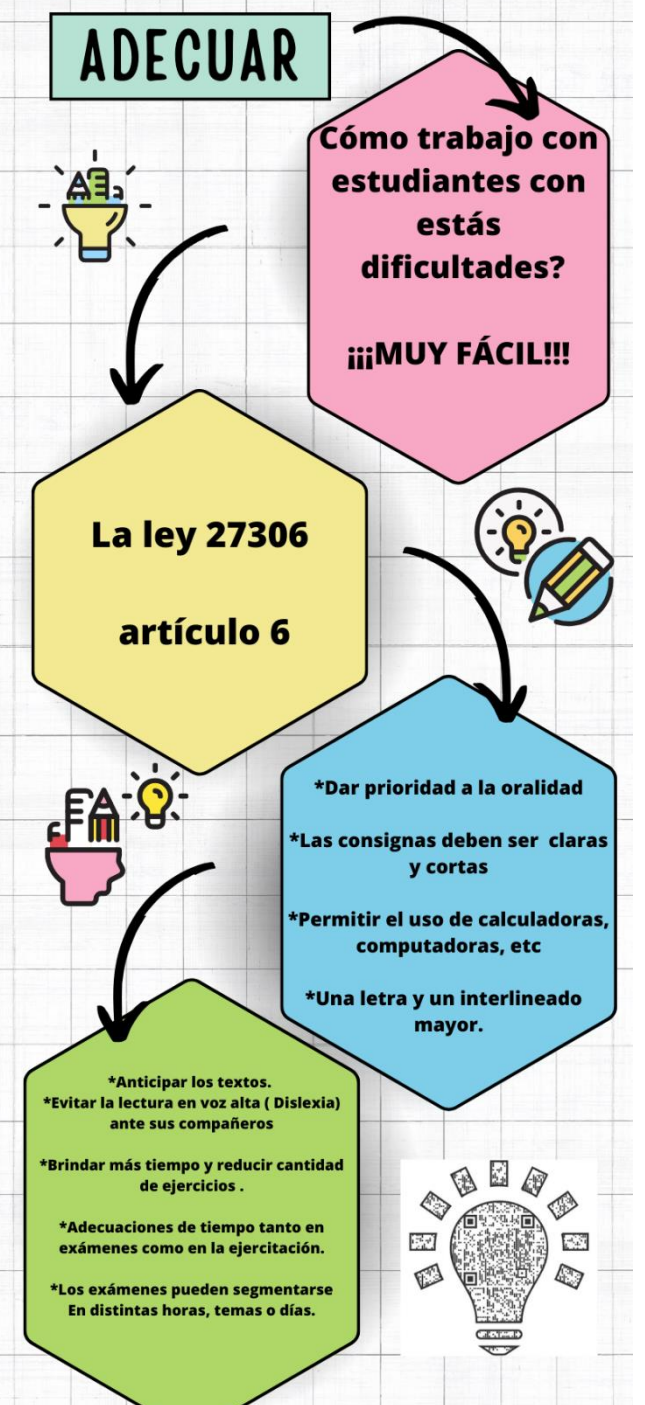 ADECUAR
Cómo trabajo con
estudiantes con
estás
dificultades?
¡¡¡MUY FÁCIL!!!
La ley 27306
artículo 6
*Dar prioridad a la oralidad
*Las consignas deben ser claras
y cortas
*Permitir el uso de calculadoras,
computadoras, etc
*Una letra y un interlineado
mayor.
*Anticipar los textos.
*Evitar la lectura en voz alta ( Dislexia)
ante sus compañeros
*Brindar más tiempo y reducir cantidad
de ejercicios .
*Adecuaciones de tiempo tanto en
exámenes como en la ejercitación.
*Los exámenes pueden segmentarse
En distintas horas, temas o días.